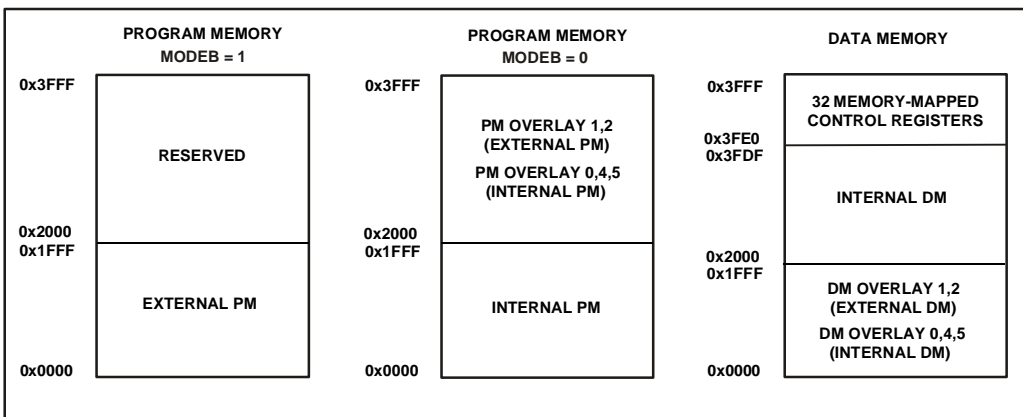 PROGRAM MEMORY
MODEB = 1
0x3FFF
RESERVED
0x2000
0x1FFF
EXTERNAL PM
0x0000
PROGRAM MEMORY
MODEB = 0
0x3FFF
PM OVERLAY 1,2
(EXTERNAL PM)
PM OVERLAY 0,4,5
(INTERNAL PM)
0x2000
0x1FFF
INTERNAL PM
0x0000
DATA MEMORY
0x3FFF
32 MEMORY-MAPPED
CONTROL REGISTERS
0x3FE0
0x3FDF
INTERNAL DM
0x2000
0x1FFF
DM OVERLAY 1,2
(EXTERNAL DM)
DM OVERLAY 0,4,5
(INTERNAL DM)
0x0000